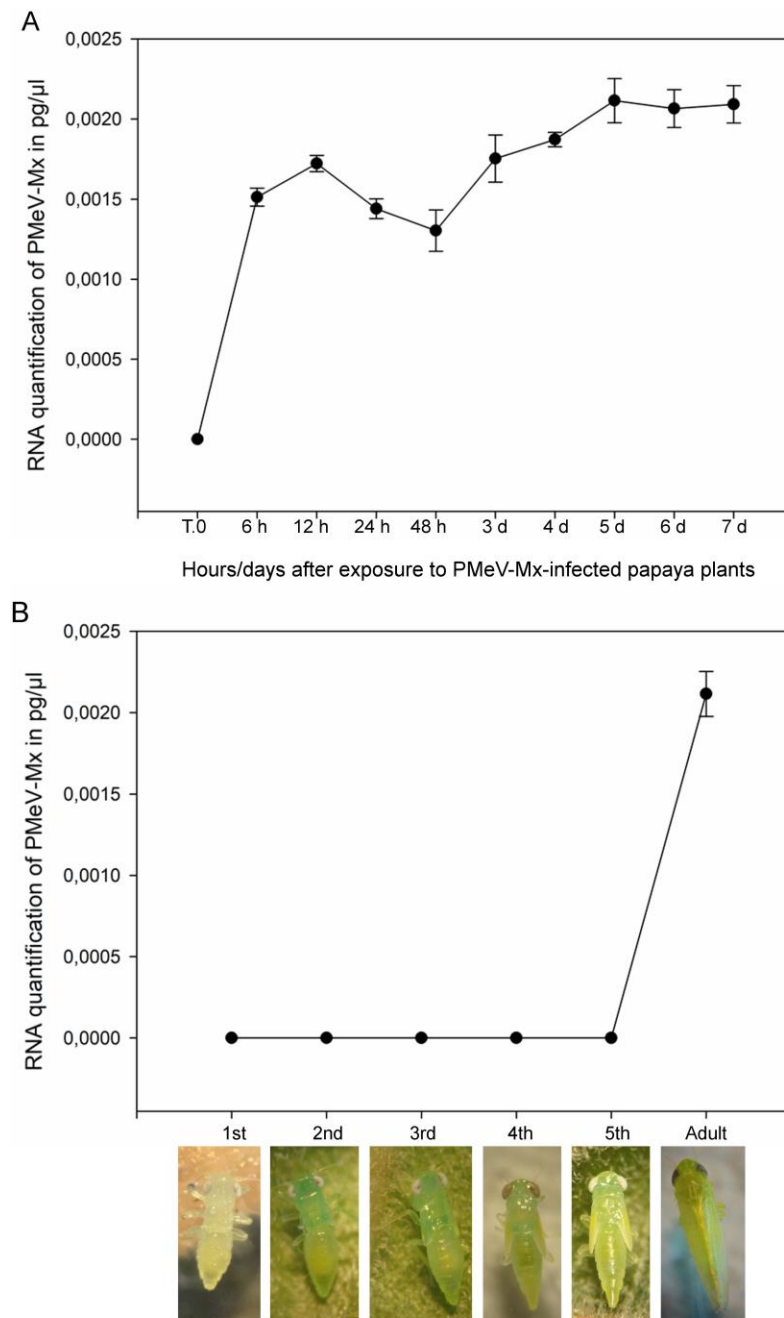 A
RNA quantification of PMeV-Mx in pg/µl
0,0025
0,0020
0,0015
0,0010
0,0005
0,0000
T.0 6 h 12 h 24 h 48 h 3 d 4 d 5 d 6 d 7 d
Hours/days after exposure to PMeV-Mx-infected papaya plants
B
RNA quantification of PMeV-Mx in pg/µl
0,0025
0,0020
0,0015
0,0010
0,0005
0,0000
1st 2nd 3rd 4th 5th Adult